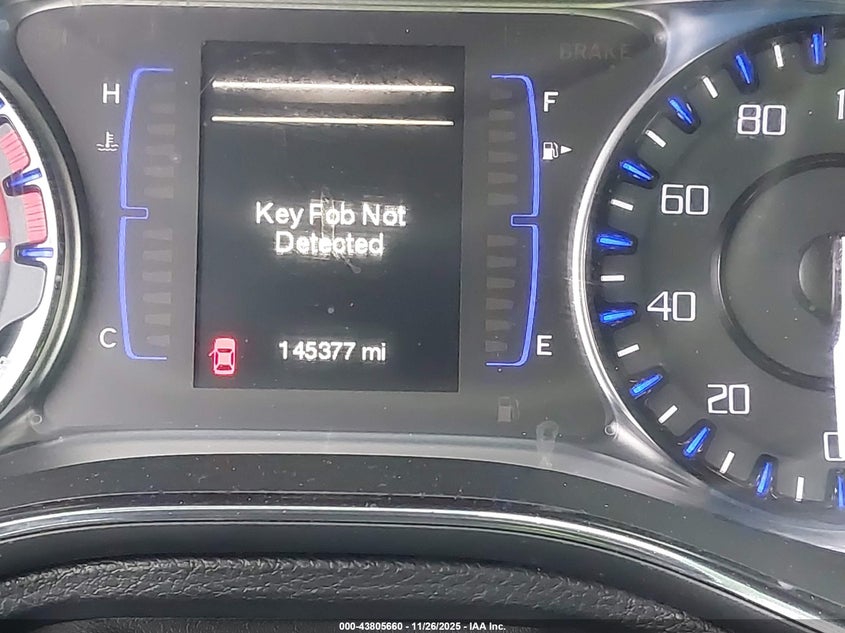 BRAKE
H
F
80
60
Key Fob Not
Detected
40
C
E
145377 mi
20
000-43805660 - 11/26/2025 - IAA Inc.